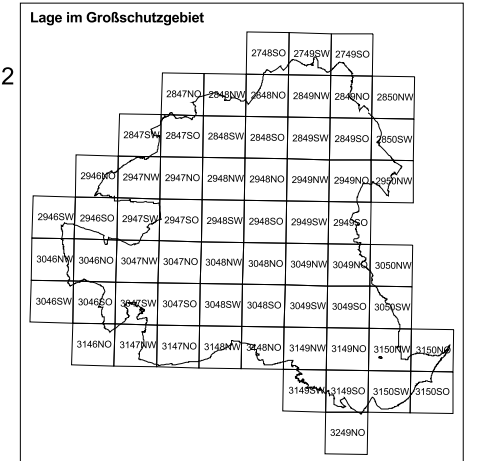 Lage im Großschutzgebiet
2748SO 2749SW 2749SO
2
2847NO 2848NW 2848NO 2849NW 2849NO 2850NW
2847SW 2847SO 2848SW 2848SO 2849SW 2849SO 2850SW
2946NO 2947NW 2947NO 2948NW 2948NO 2949NW 2949NO 2950NW
2946SW 2946SO 2947SW 2947SO 2948SW 2948SO 2949SW 2949SO
3046NW 3046NO 3047NW 3047NO 3048NW 3048NO 3049NW 3049NO 3050NW
3046SW 3046SO 3047SW 3047SO 3048SW 3048SO 3049SW 3049SO 3050SW
3146NO 3147NW 3147NO 3148NW 3148NO 3149NW 3149NO 3150NW 3150NO
3149SW 3149SO 3150SW 3150SO
3249NO